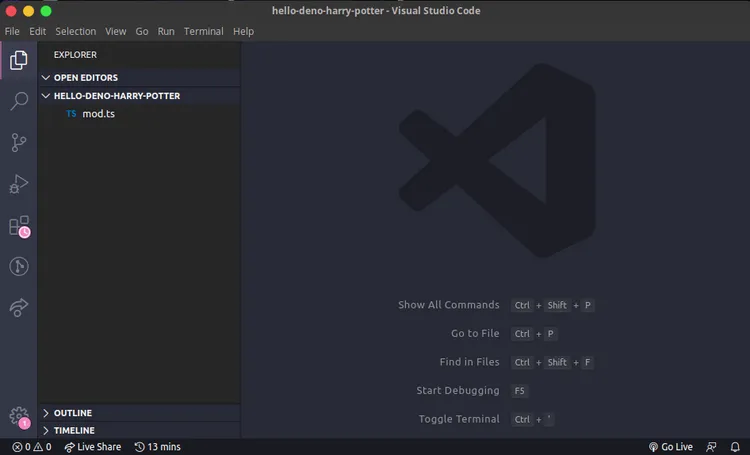 hello-deno-harry-potter - Visual Studio Code
File Edit Selection View Go Run Terminal Help
EXPLORER
OPEN EDITORS
HELLO-DENO-HARRY-POTTER
TS mod.ts
Show All Commands Ctrl + Shift + P
Go to File Ctrl + P
Find in Files Ctrl + Shift + F
Start Debugging F5
Toggle Terminal Ctrl + '
1
OUTLINE
TIMELINE
0 0 Live Share 13 mins Go Live